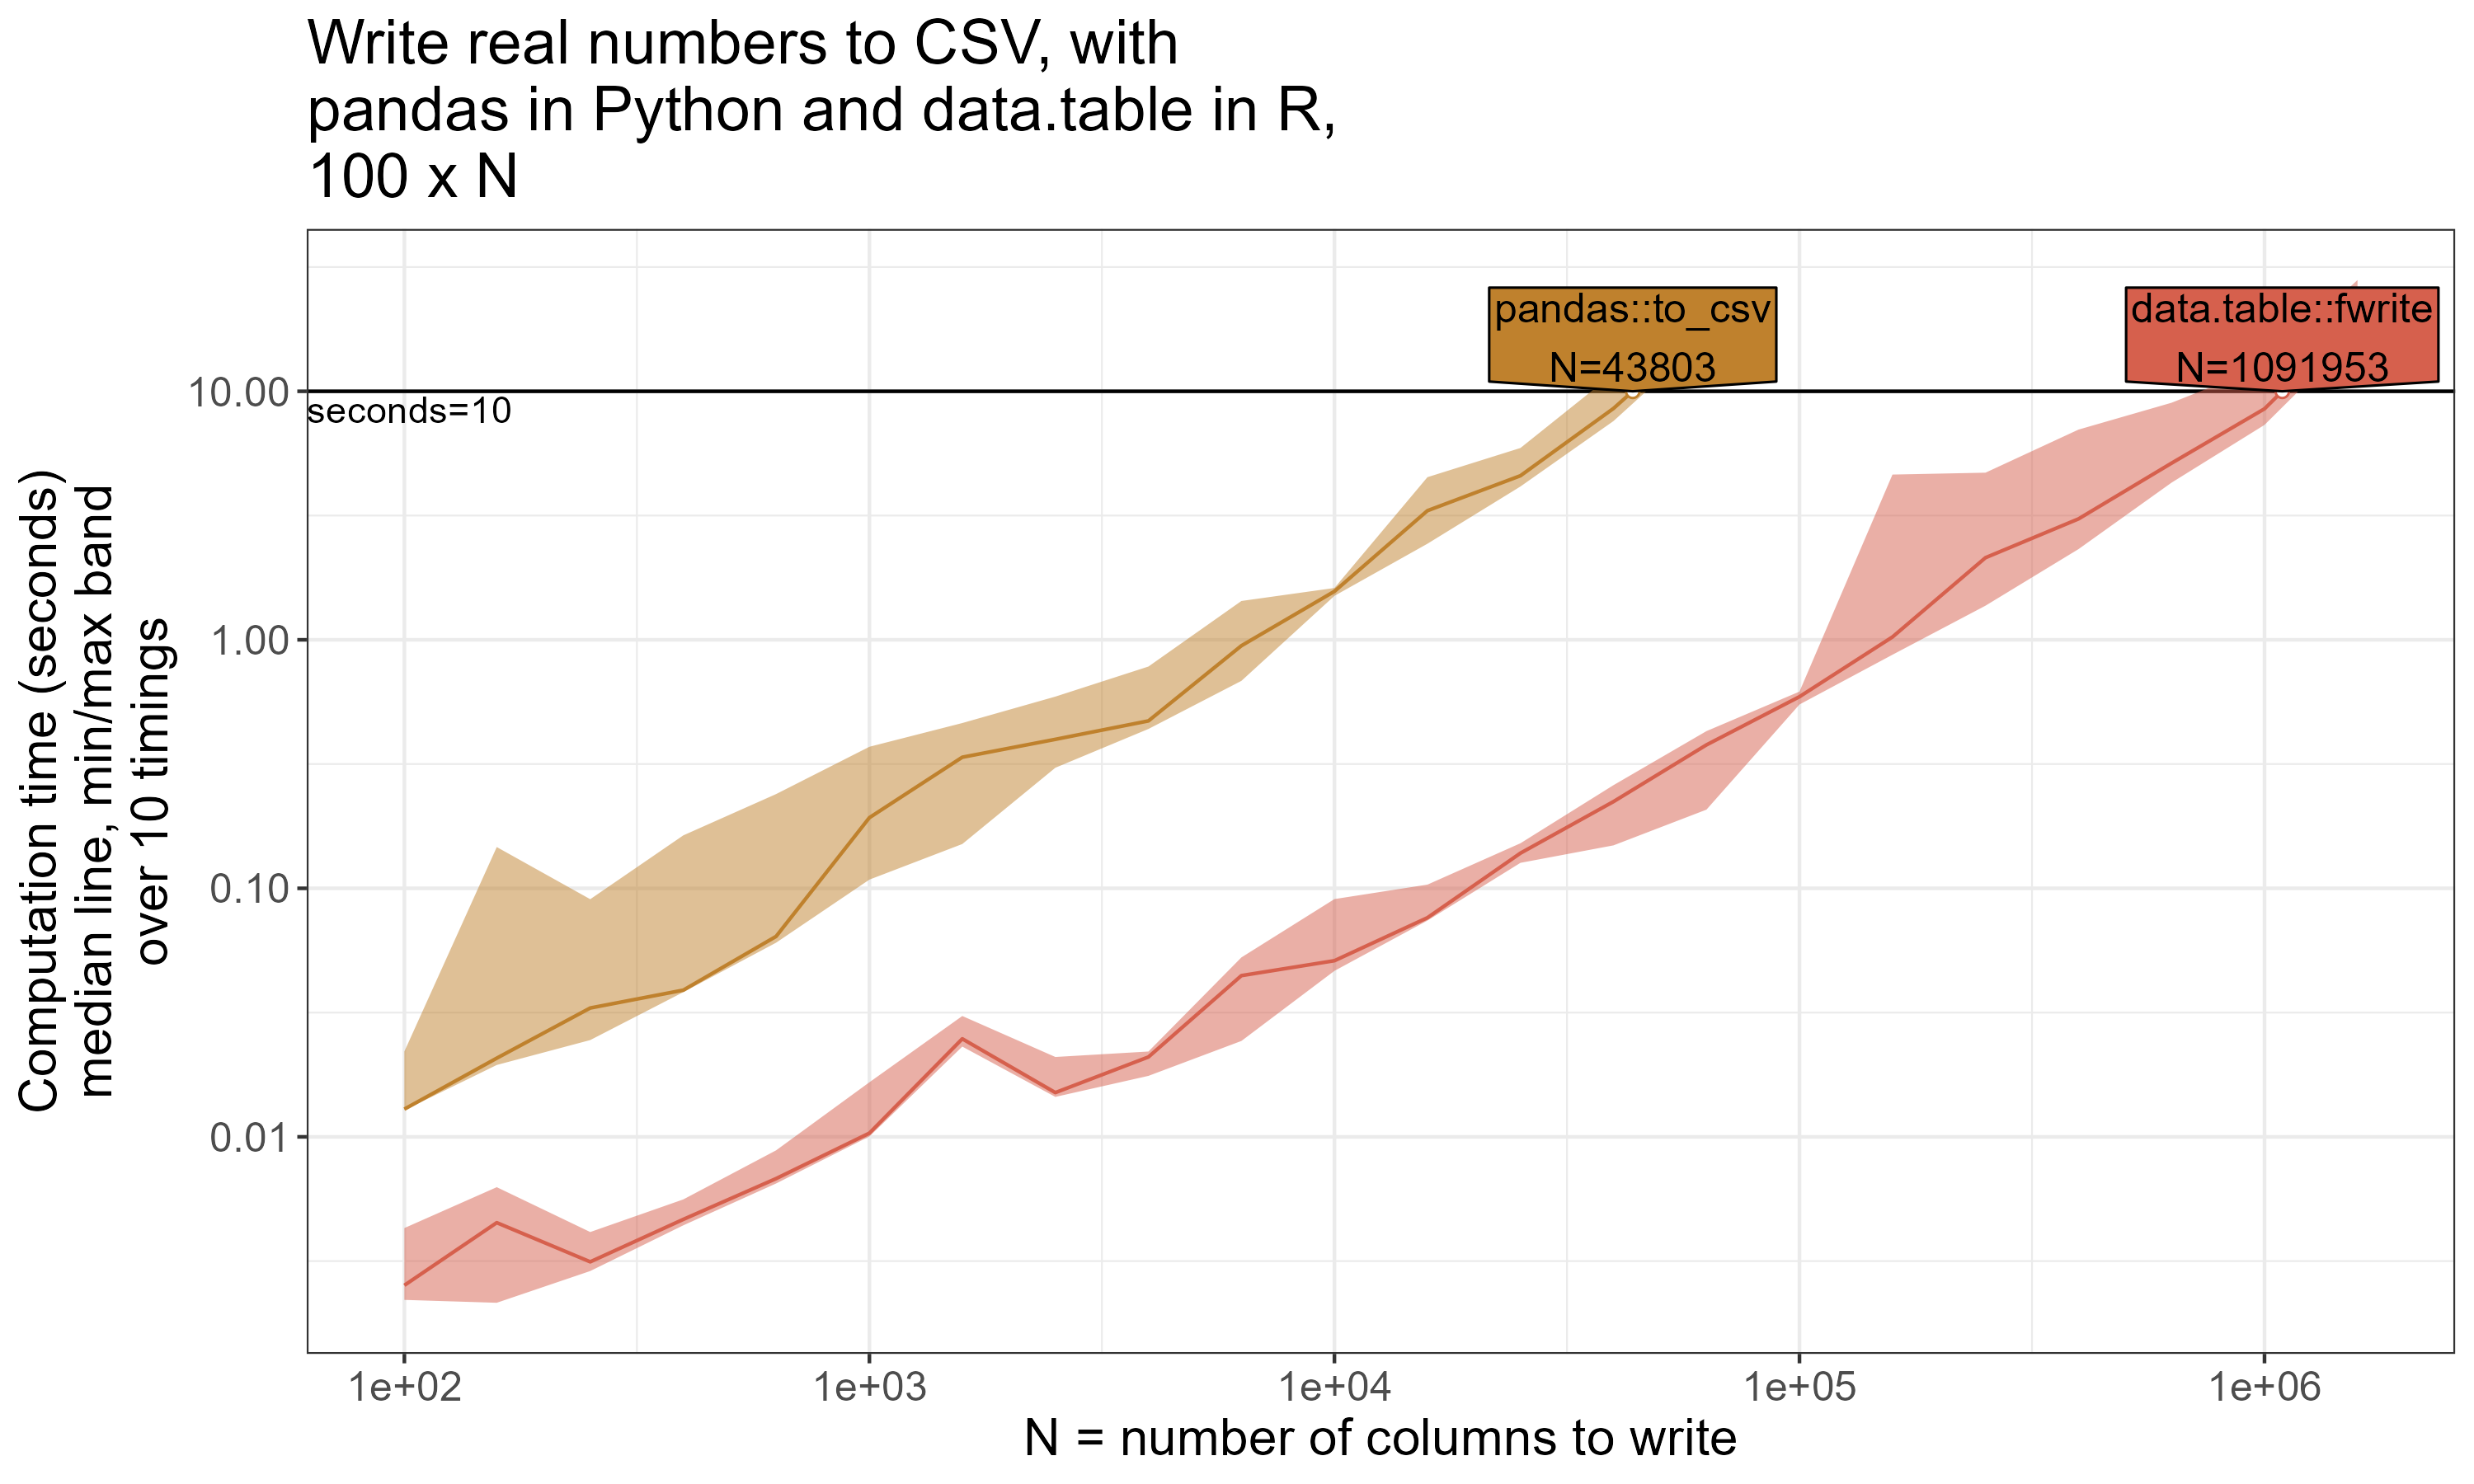 Write real numbers to CSV, with
pandas in Python and data.table in R,
100 x N
pandas::to_csv
N=43803
data.table::fwrite
N=1091953
seconds=10
10.00
1.00
0.10
0.01
Computation time (seconds)
median line, min/max band
over 10 timings
1e+02
1e+03
1e+04
1e+05
1e+06
N = number of columns to write